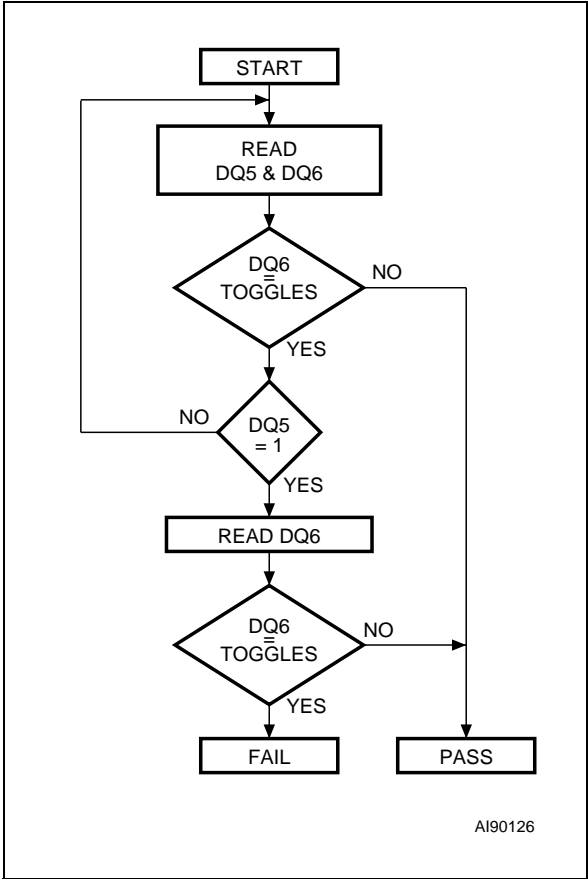 START
READ
DQ5 & DQ6
DQ6
=
TOGGLES
NO
YES
NO
DQ5
= 1
YES
READ DQ6
DQ6
=
TOGGLES
NO
YES
FAIL
PASS
AI90126